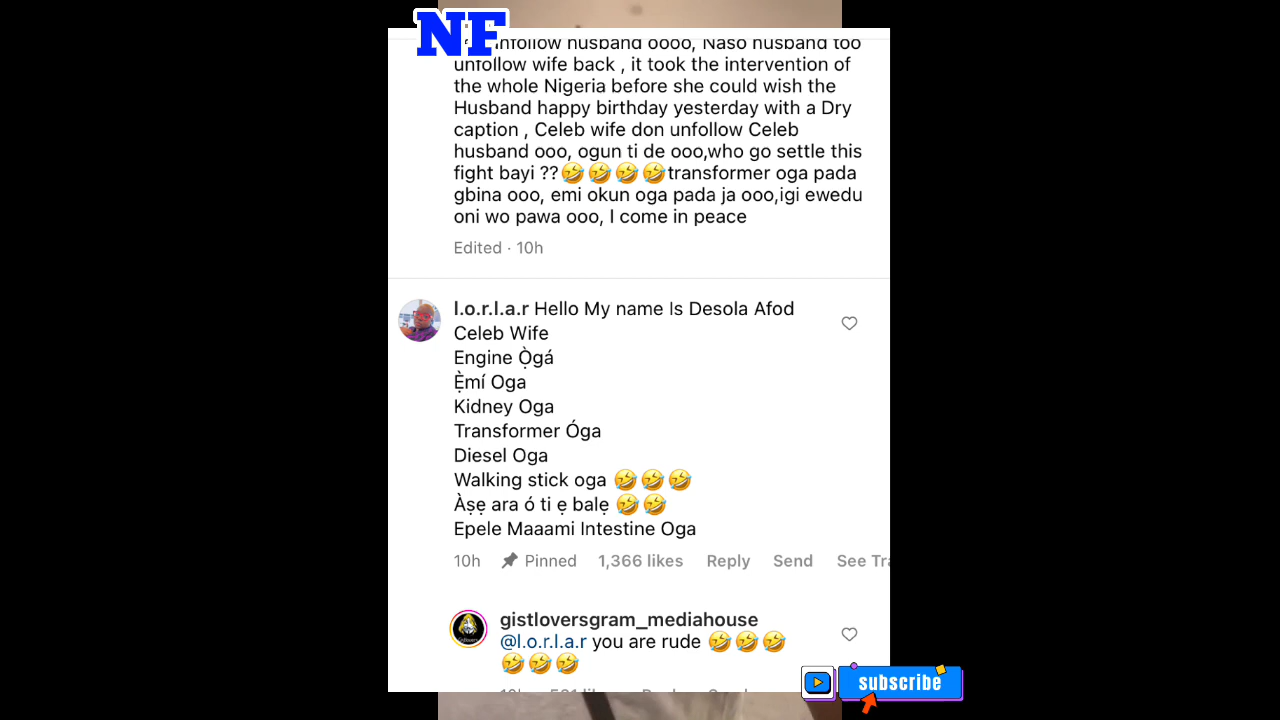 NF
unfollow husband oooo, Naso husband too
unfollow wife back , it took the intervention of
the whole Nigeria before she could wish the
Husband happy birthday yesterday with a Dry
caption , Celeb wife don unfollow Celeb
husband ooo, ogun ti de ooo,who go settle this
fight bayi ??🤣🤣🤣🤣transformer oga pada
gbina ooo, emi okun oga pada ja ooo,igi ewedu
oni wo pawa ooo, I come in peace
Edited · 10h
l.o.r.l.a.r Hello My name Is Desola Afod
Celeb Wife
Engine Ọ̀gá
Ẹ̀mí Oga
Kidney Oga
Transformer Óga
Diesel Oga
Walking stick oga 🤣🤣🤣
Àṣẹ ara ó ti ẹ balẹ 🤣🤣
Epele Maaami Intestine Oga
10h Pinned 1,366 likes Reply Send See Tra
gistloversgram_mediahouse
@l.o.r.l.a.r you are rude 🤣🤣🤣
🤣🤣🤣
subscribe